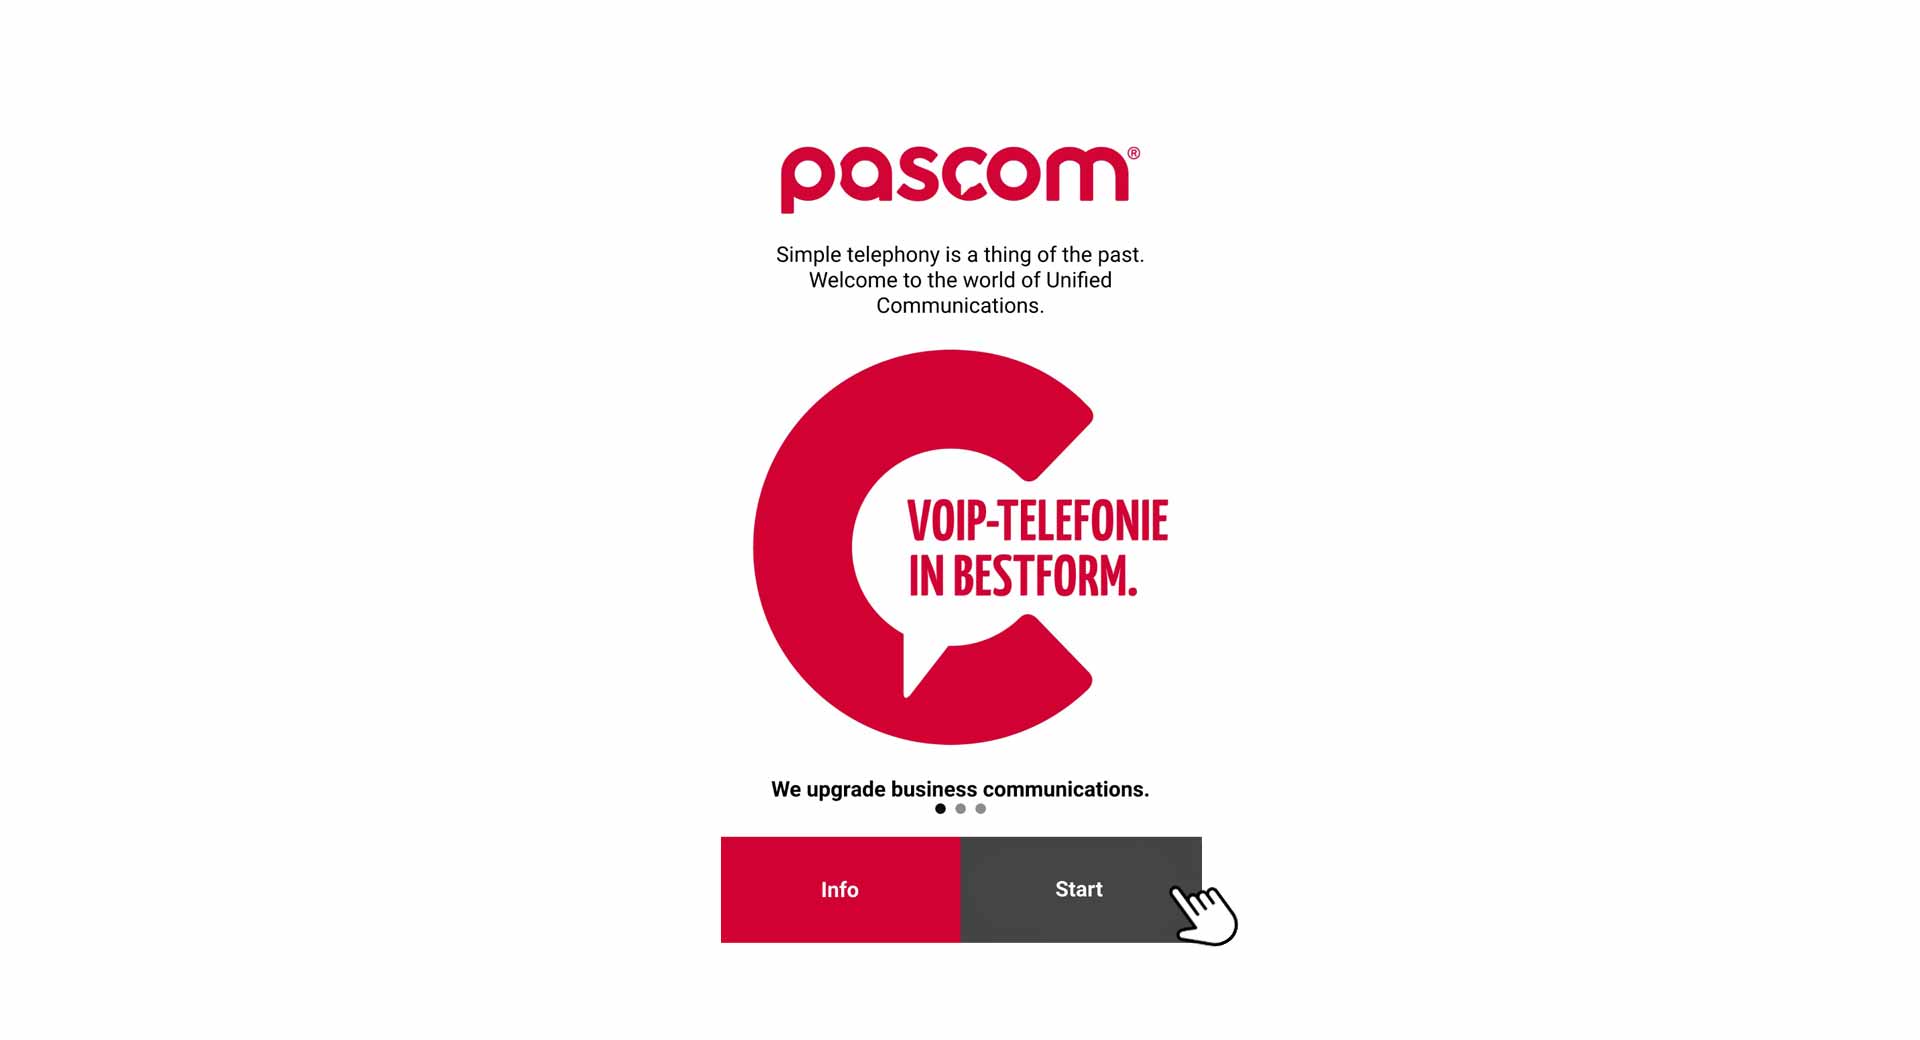 pascom®
Simple telephony is a thing of the past.
Welcome to the world of Unified
Communications.
VOIP-TELEFONIE
IN BESTFORM.
We upgrade business communications.
Info
Start